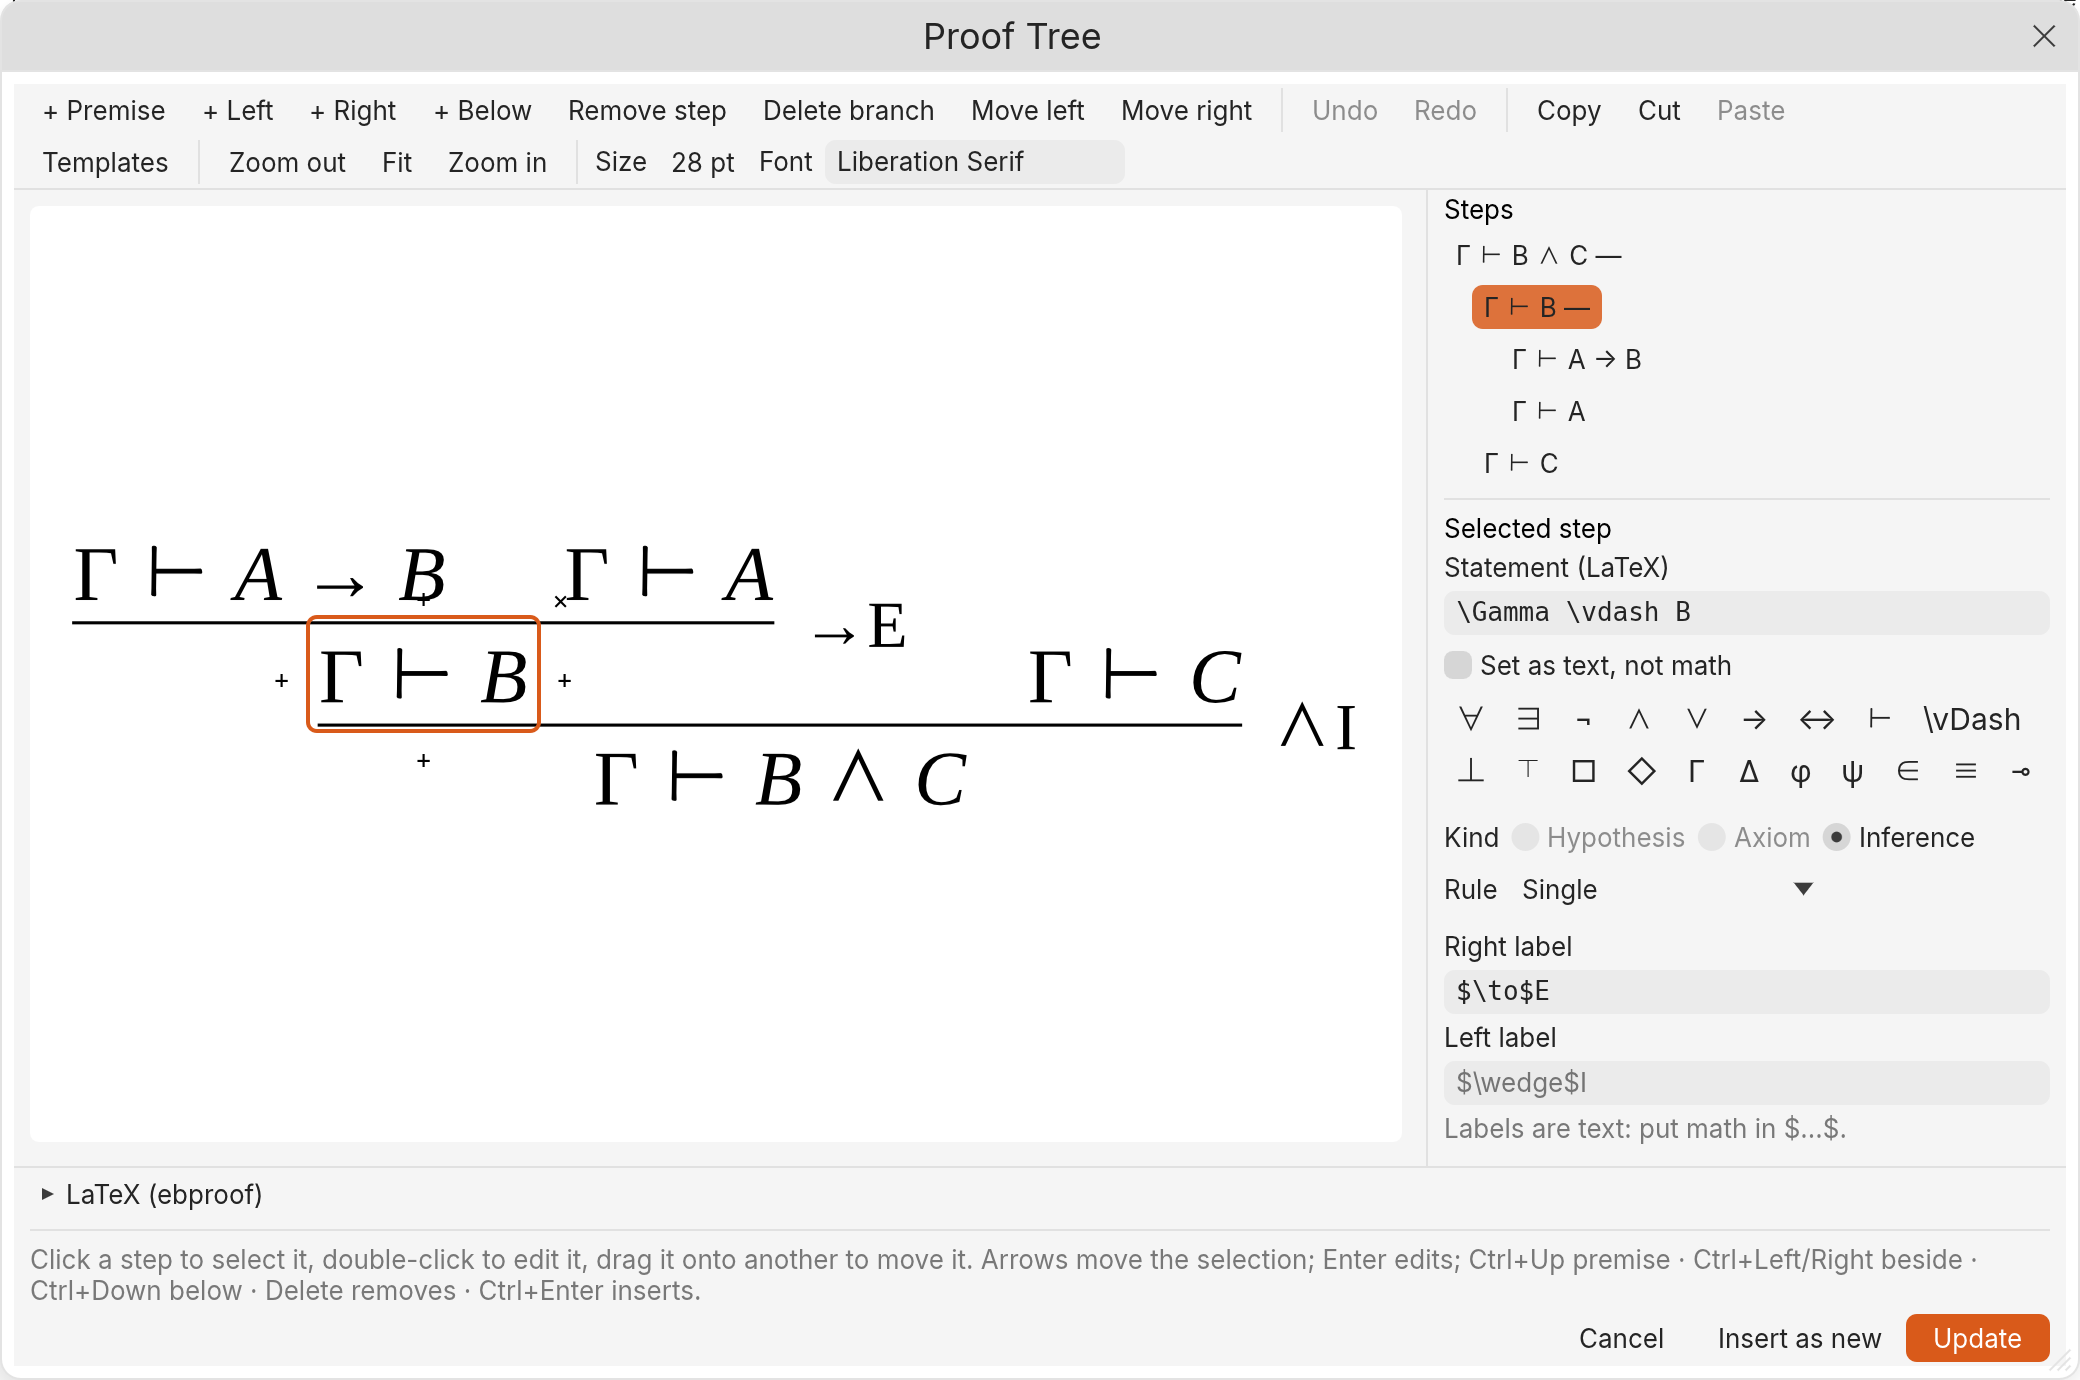 Proof Tree
+ Premise + Left + Right + Below Remove step Delete branch Move left Move right Undo Redo Copy Cut Paste
Templates Zoom out Fit Zoom in Size 28 pt Font Liberation Serif
Steps
Γ ⊢ B ∧ C —
Γ ⊢ B —
Γ ⊢ A → B
Γ ⊢ A
Γ ⊢ C
Γ ⊢ A → B Γ ⊢ A
→E
Γ ⊢ B Γ ⊢ C
∧I
Γ ⊢ B ∧ C
Selected step
Statement (LaTeX)
\Gamma \vdash B
Set as text, not math
∀ ∃ ¬ ∧ ∨ → ↔ ⊢ \vDash
⊥ ⊤ □ ◇ Γ Δ φ ψ ∈ ≡ ⊸
Kind Hypothesis Axiom Inference
Rule Single
Right label
$\to$E
Left label
$\wedge$I
Labels are text: put math in $...$.
LaTeX (ebproof)
Click a step to select it, double-click to edit it, drag it onto another to move it. Arrows move the selection; Enter edits; Ctrl+Up premise · Ctrl+Left/Right beside ·
Ctrl+Down below · Delete removes · Ctrl+Enter inserts.
Cancel Insert as new Update